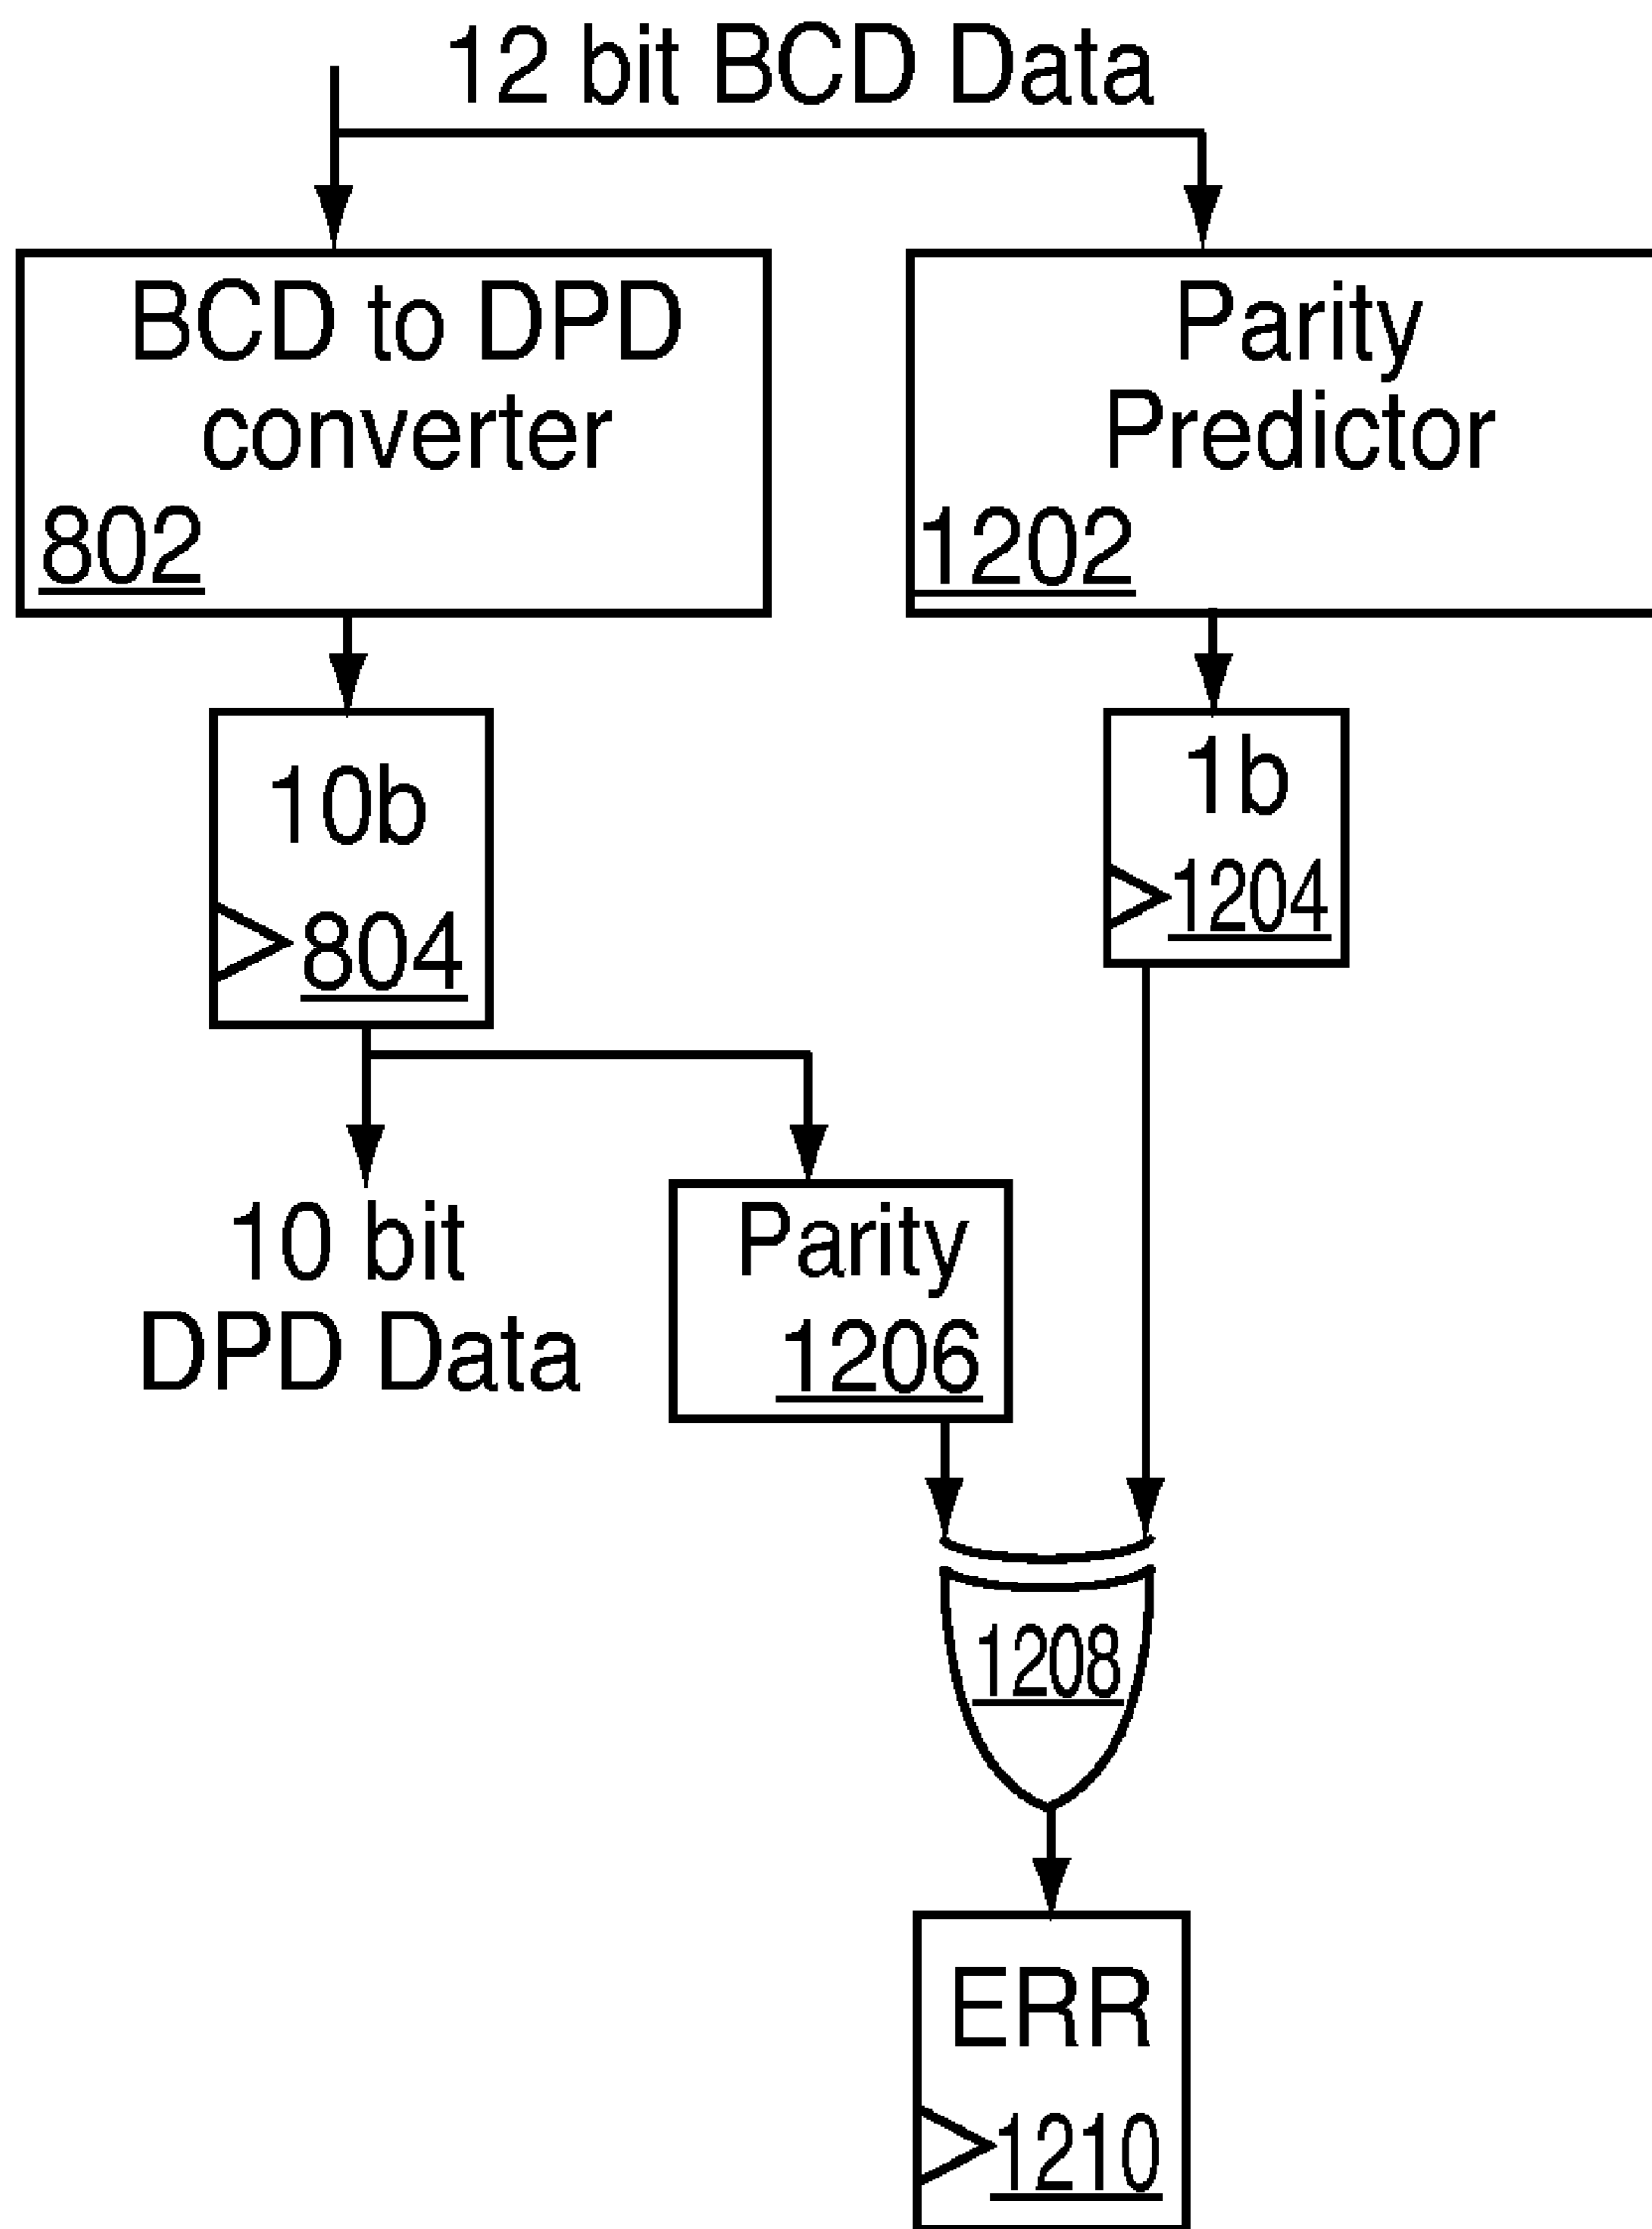 12 bit BCD Data
BCD to DPD
converter
802
Parity
Predictor
1202
10b
804
1b
1204
10 bit
DPD Data
Parity
1206
1208
ERR
1210